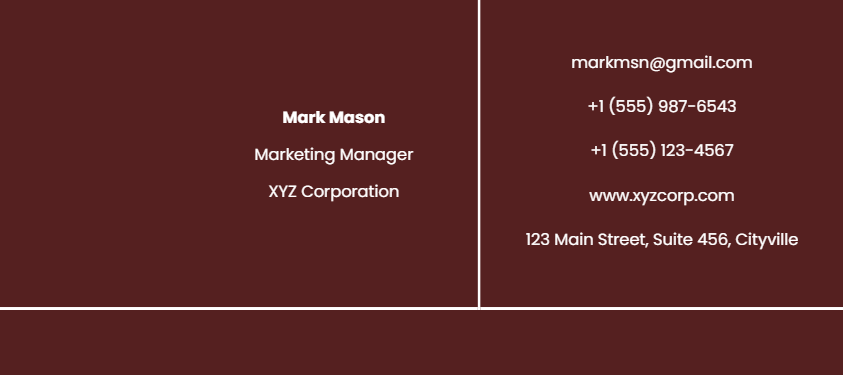 Mark Mason
Marketing Manager
XYZ Corporation
markmsn@gmail.com
+1 (555) 987-6543
+1 (555) 123-4567
www.xyzcorp.com
123 Main Street, Suite 456, Cityville